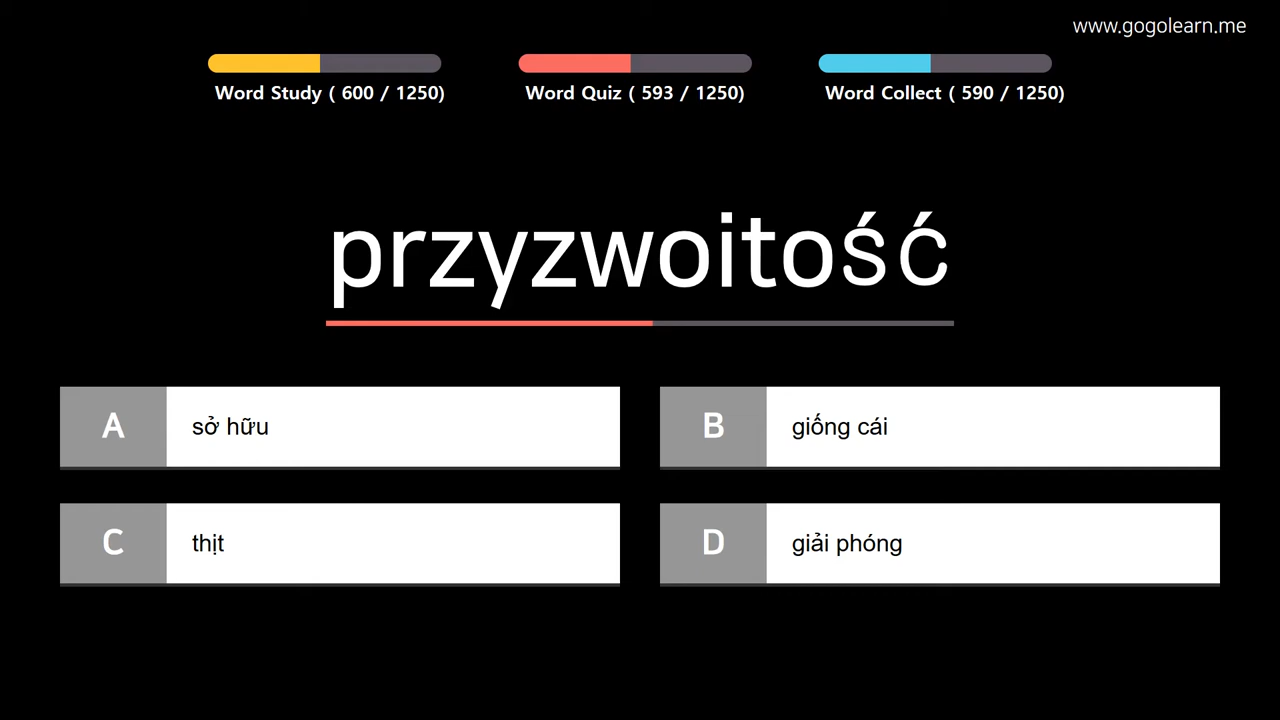 www.gogolearn.me
Word Study ( 600 / 1250)
Word Quiz ( 593 / 1250)
Word Collect ( 590 / 1250)
przyzwoitość
A sở hữu
B giống cái
C thịt
D giải phóng